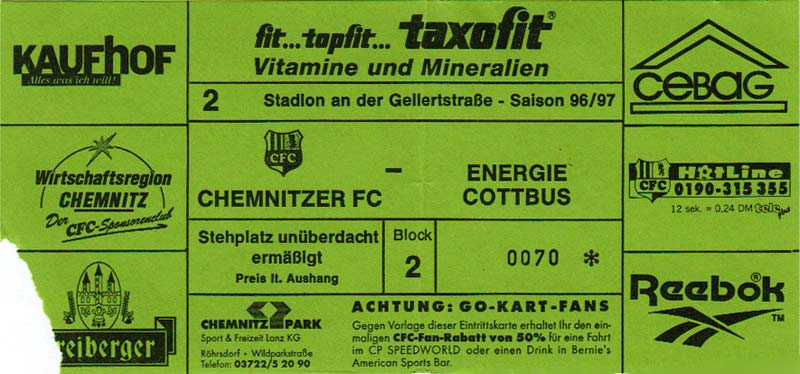 KAUFHOF
Alles was ich will!
fit...topfit... taxofit®
Vitamine und Mineralien
CEBAG
2
Stadion an der Gellertstraße - Saison 96/97
Wirtschaftsregion
CHEMNITZ
Der
CFC-Sponsorenclub
CFC
CHEMNITZER FC
-
ENERGIE
COTTBUS
CFC
HotLine
0190-315 355
12 sek. = 0,24 DM tele plus
Stehplatz unüberdacht
ermäßigt
Preis lt. Aushang
Block
2
0070 *
reiberger
CHEMNITZ PARK
Sport & Freizeit Lanz KG
Röhrsdorf · Wildparkstraße
Telefon: 03722/5 20 90
ACHTUNG: GO-KART-FANS
Gegen Vorlage dieser Eintrittskarte erhaltet Ihr den ein-
maligen CFC-Fan-Rabatt von 50% für eine Fahrt
im CP SPEEDWORLD oder einen Drink in Bernie's
American Sports Bar.
Reebok
TM